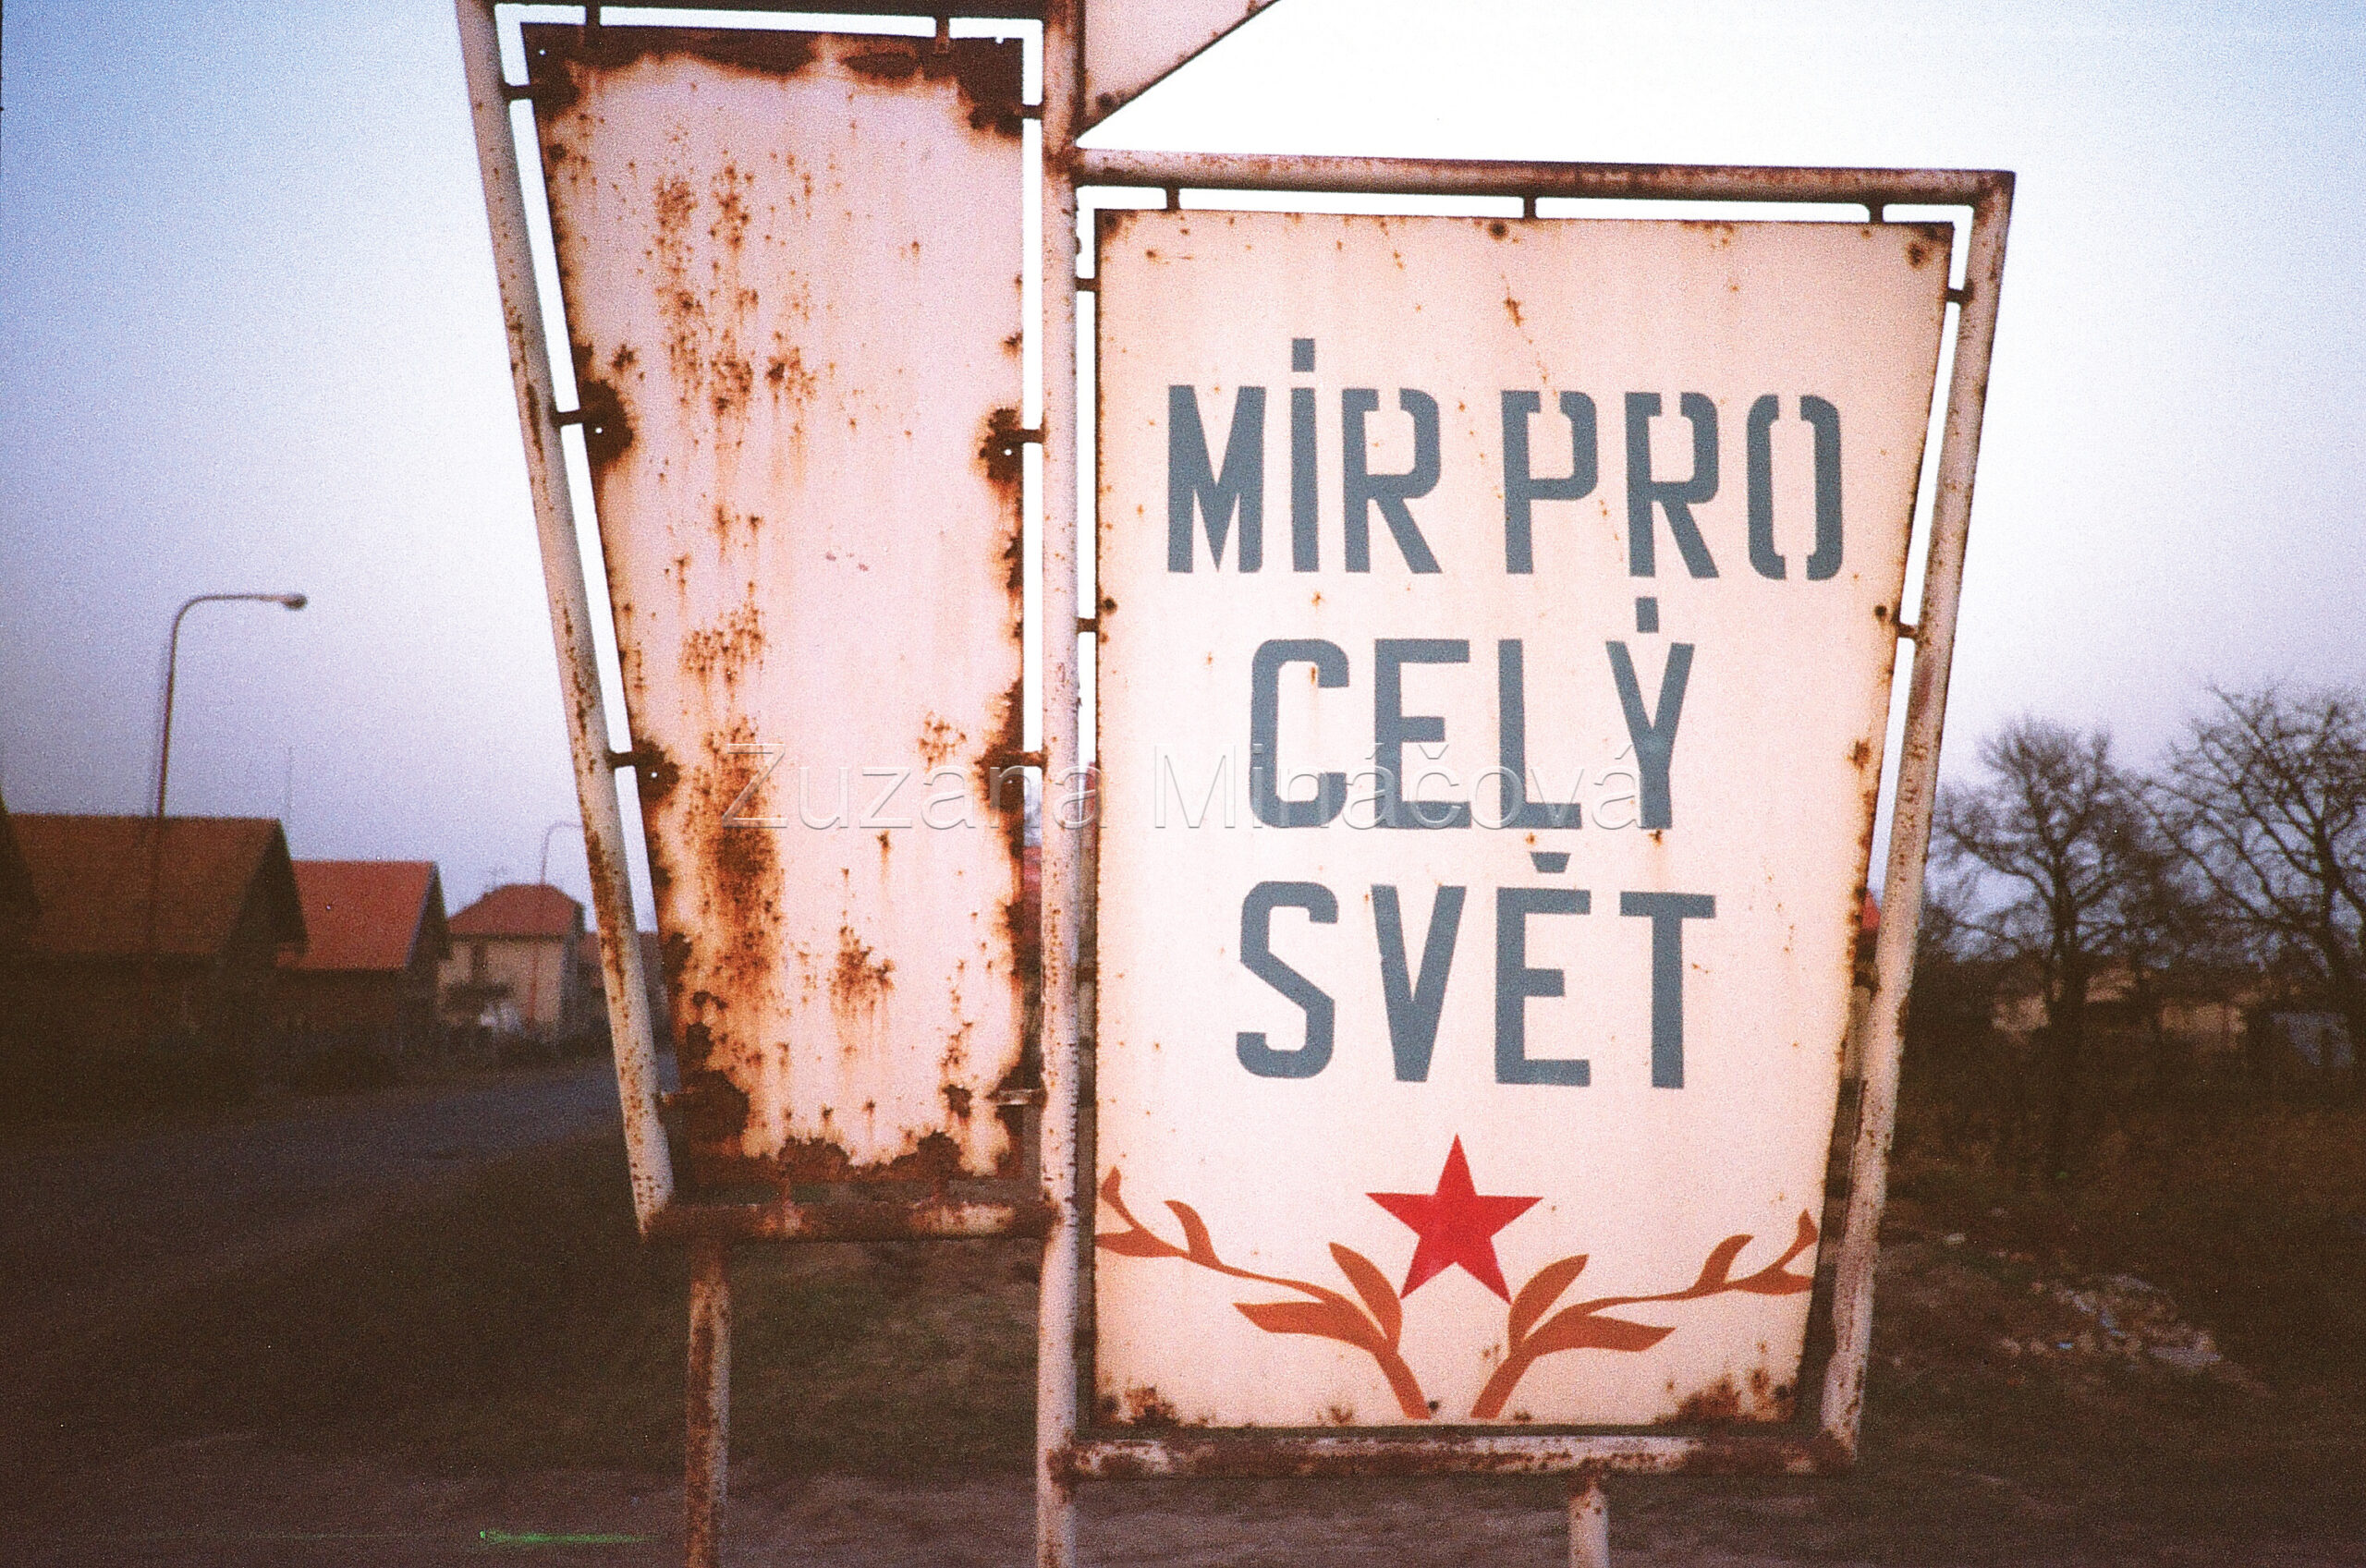 MÍR PRO
CELÝ
SVĚT
Zuzana Mináčová